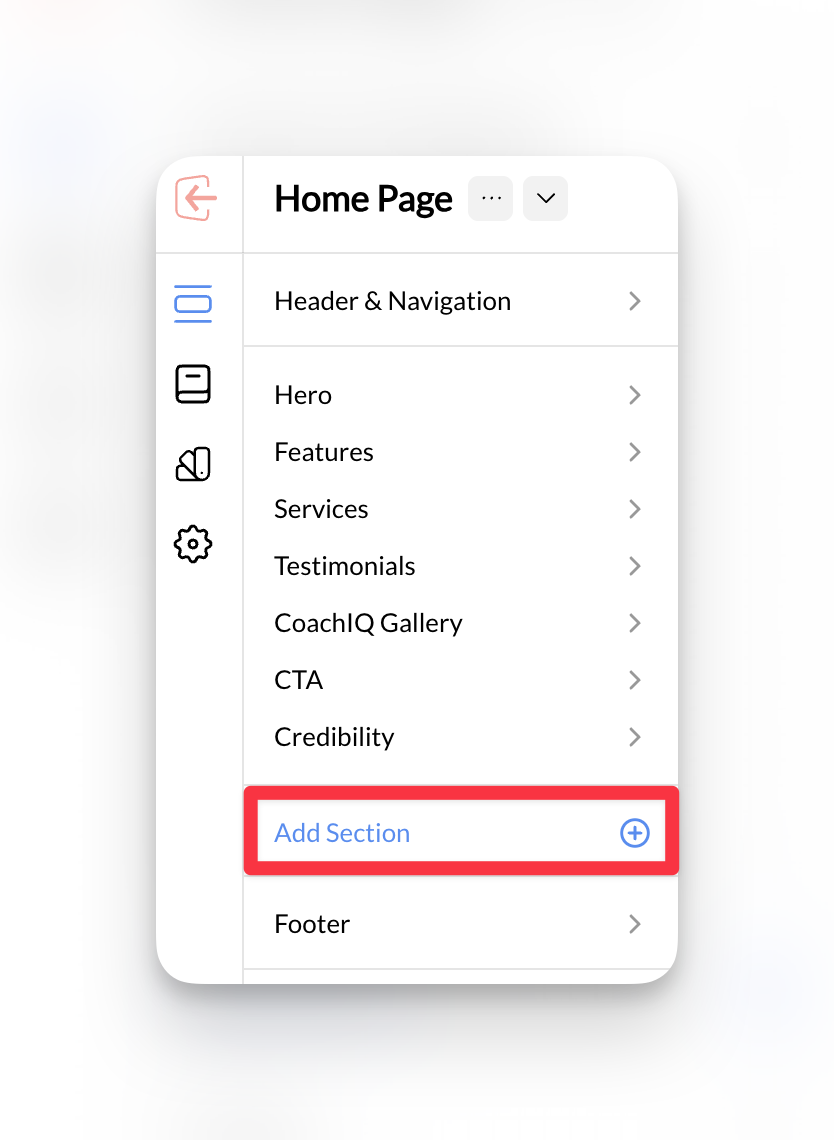 Home Page
Header & Navigation
Hero
Features
Services
Testimonials
CoachIQ Gallery
CTA
Credibility
Add Section
Footer